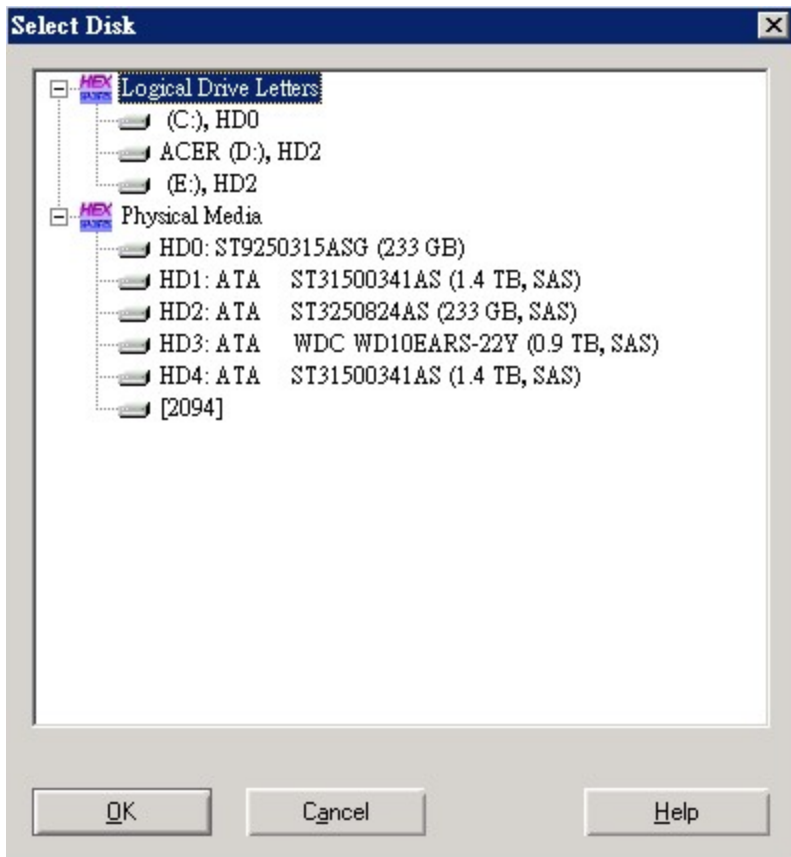 Select Disk
HEX Logical Drive Letters
(C:), HD0
ACER (D:), HD2
(E:), HD2
HEX Physical Media
HD0: ST9250315ASG (233 GB)
HD1: ATA ST31500341AS (1.4 TB, SAS)
HD2: ATA ST3250824AS (233 GB, SAS)
HD3: ATA WDC WD10EARS-22Y (0.9 TB, SAS)
HD4: ATA ST31500341AS (1.4 TB, SAS)
[2094]
OK Cancel Help